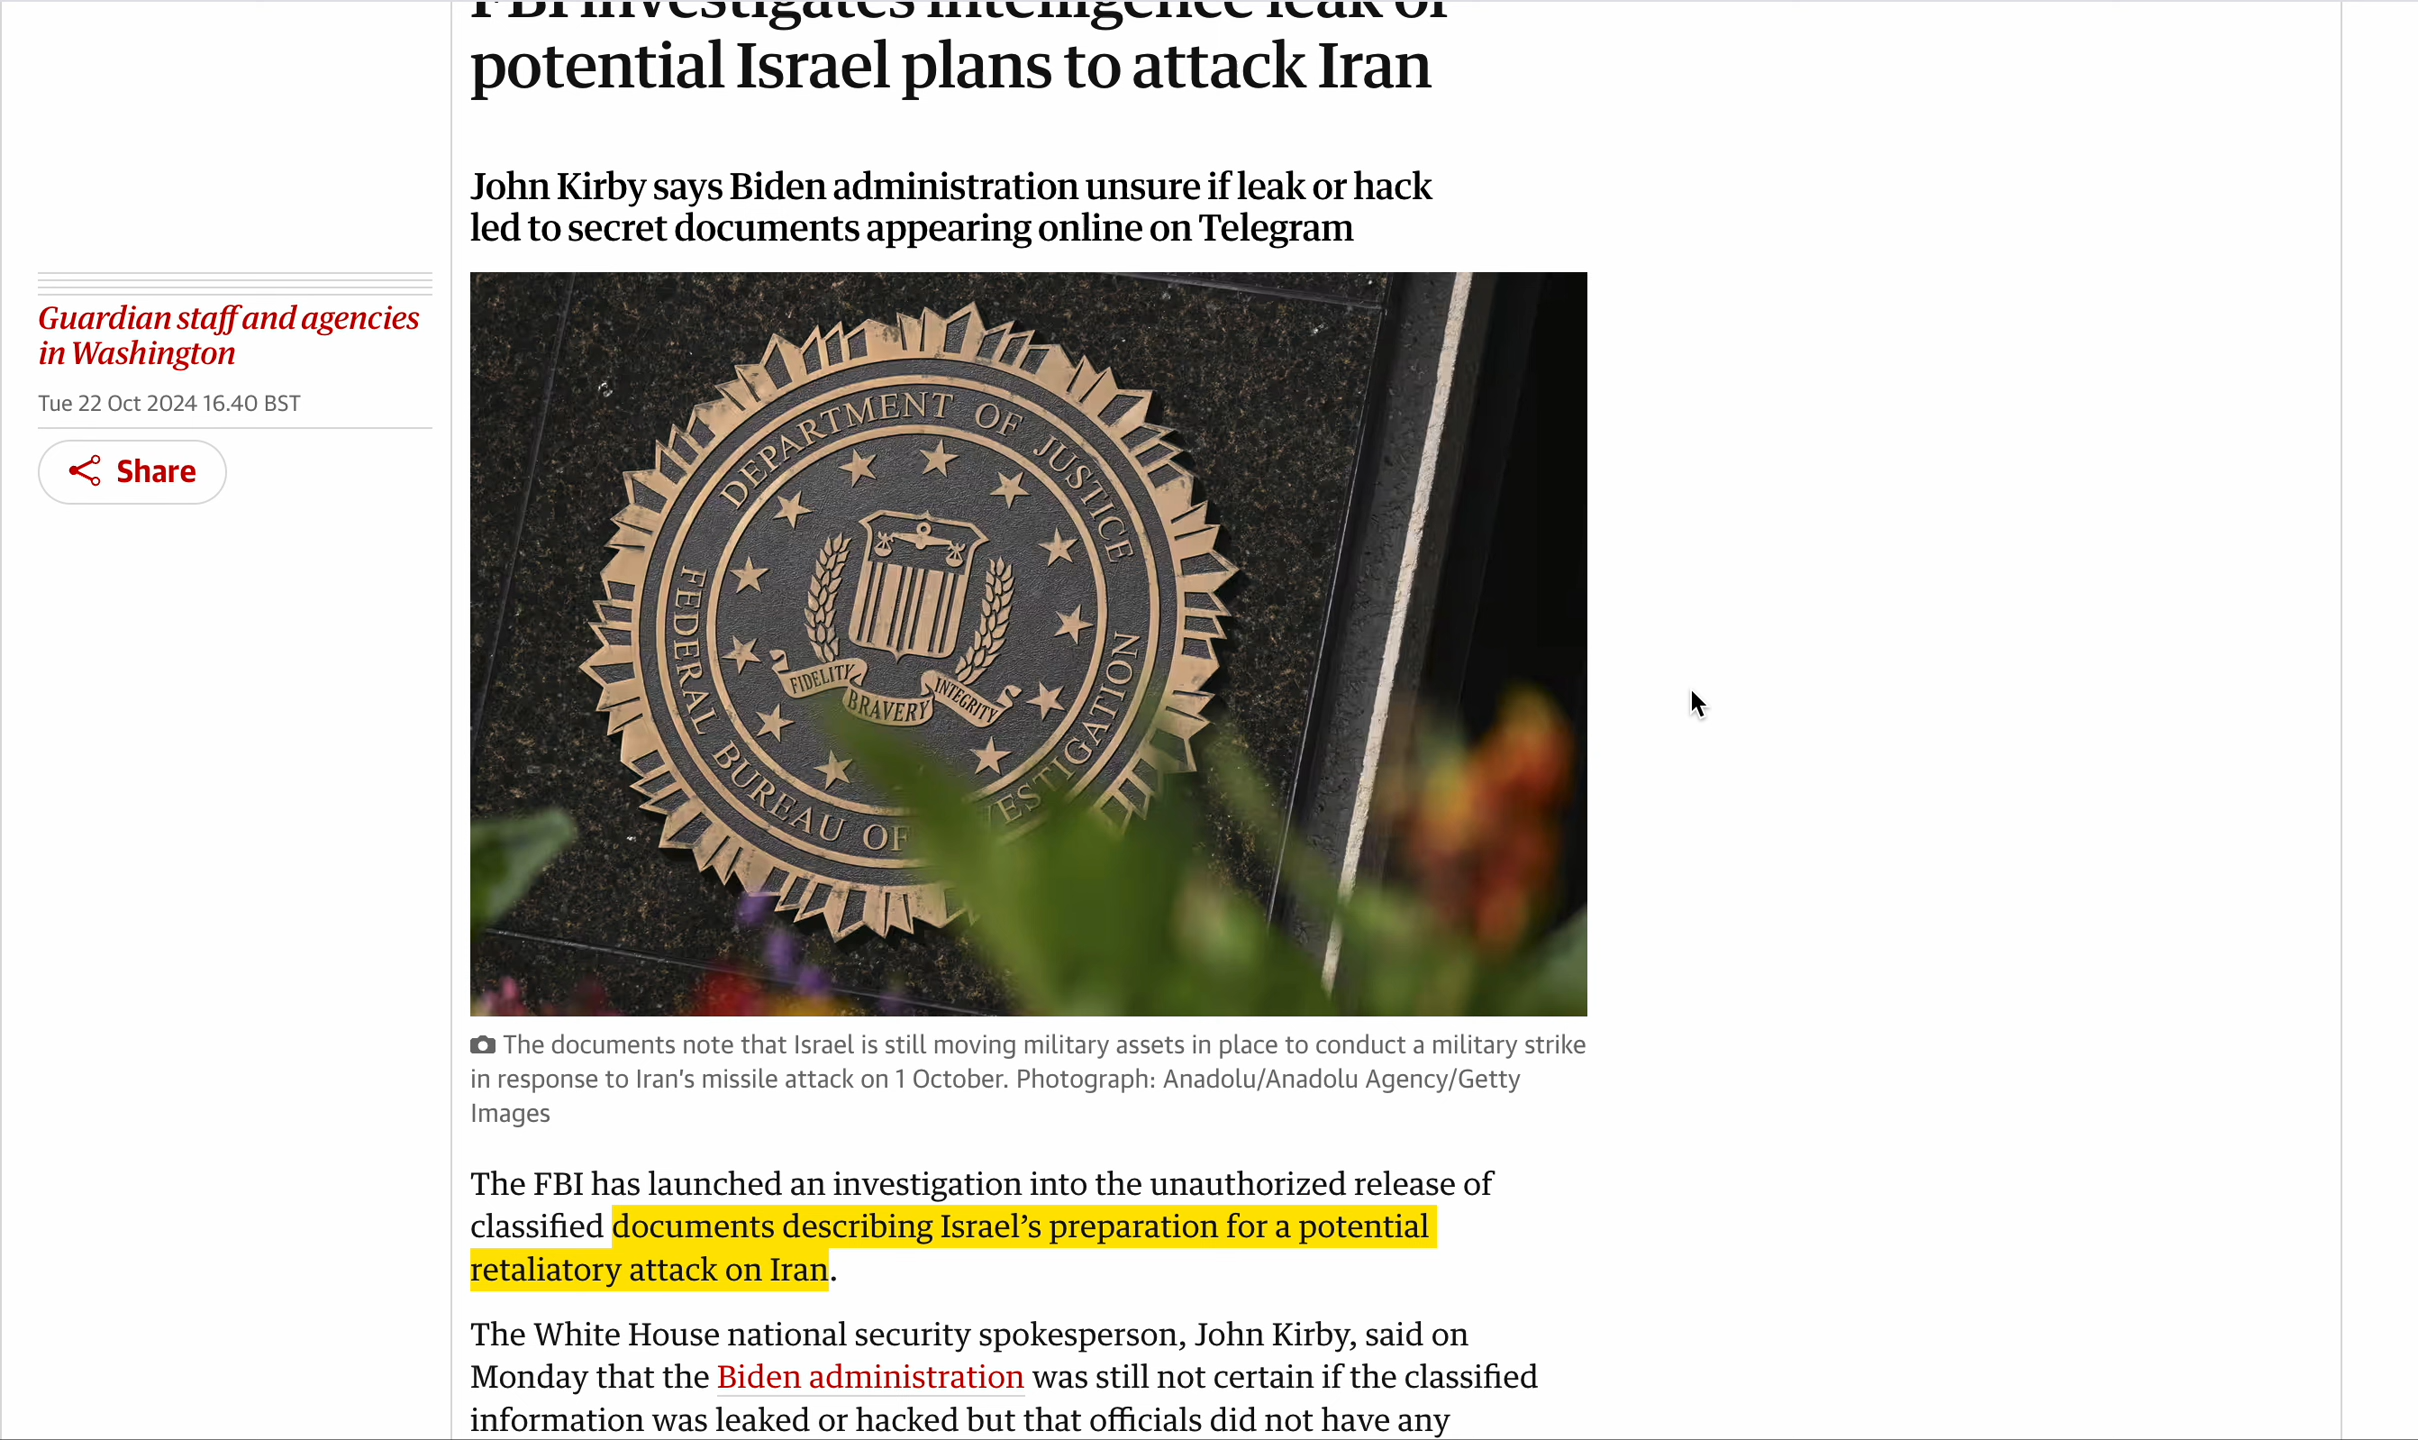 FBI investigates intelligence leak of
potential Israel plans to attack Iran
John Kirby says Biden administration unsure if leak or hack
led to secret documents appearing online on Telegram
Guardian staff and agencies
in Washington
Tue 22 Oct 2024 16.40 BST
Share
DEPARTMENT OF JUSTICE
FEDERAL BUREAU OF VESTIGATION
FIDELITY
BRAVERY
INTEGRITY
The documents note that Israel is still moving military assets in place to conduct a military strike
in response to Iran's missile attack on 1 October. Photograph: Anadolu/Anadolu Agency/Getty
Images
The FBI has launched an investigation into the unauthorized release of
classified documents describing Israel’s preparation for a potential
retaliatory attack on Iran.
The White House national security spokesperson, John Kirby, said on
Monday that the Biden administration was still not certain if the classified
information was leaked or hacked but that officials did not have any